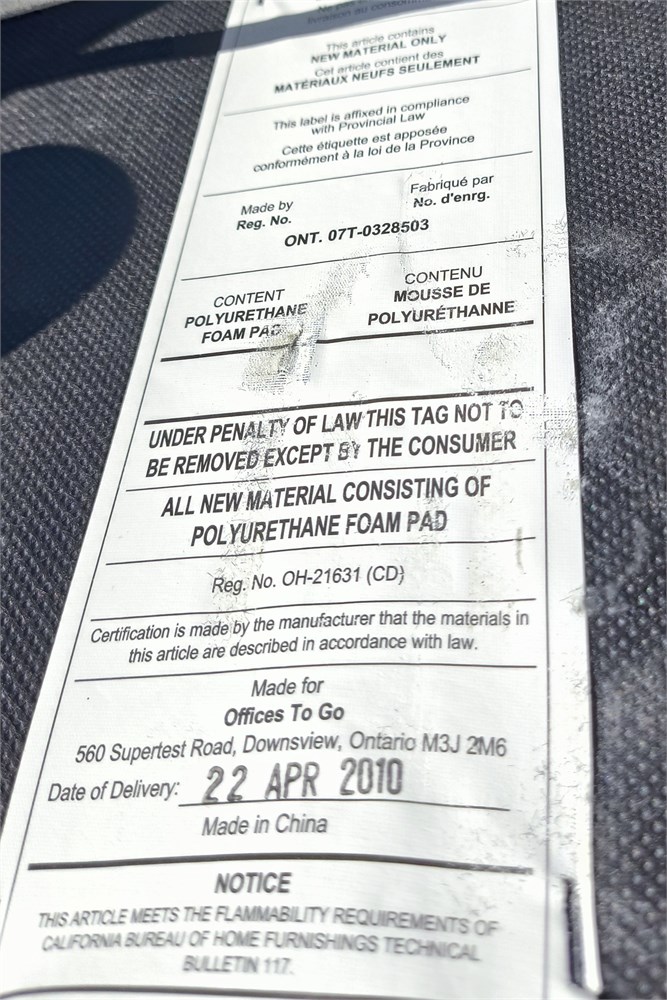 livraison au consommateur
This article contains
NEW MATERIAL ONLY
Cet article contient des
MATÉRIAUX NEUFS SEULEMENT
This label is affixed in compliance
with Provincial Law
Cette étiquette est apposée
conformément à la loi de la Province
Made by
Reg. No.
Fabriqué par
No. d'enrg.
ONT. 07T-0328503
CONTENT
POLYURETHANE
FOAM PAD
CONTENU
MOUSSE DE
POLYURÉTHANNE
UNDER PENALTY OF LAW THIS TAG NOT TO
BE REMOVED EXCEPT BY THE CONSUMER
ALL NEW MATERIAL CONSISTING OF
POLYURETHANE FOAM PAD
Reg. No. OH-21631 (CD)
Certification is made by the manufacturer that the materials in
this article are described in accordance with law.
Made for
Offices To Go
560 Supertest Road, Downsview, Ontario M3J 2M6
Date of Delivery: 22 APR 2010
Made in China
NOTICE
THIS ARTICLE MEETS THE FLAMMABILITY REQUIREMENTS OF
CALIFORNIA BUREAU OF HOME FURNISHINGS TECHNICAL
BULLETIN 117.